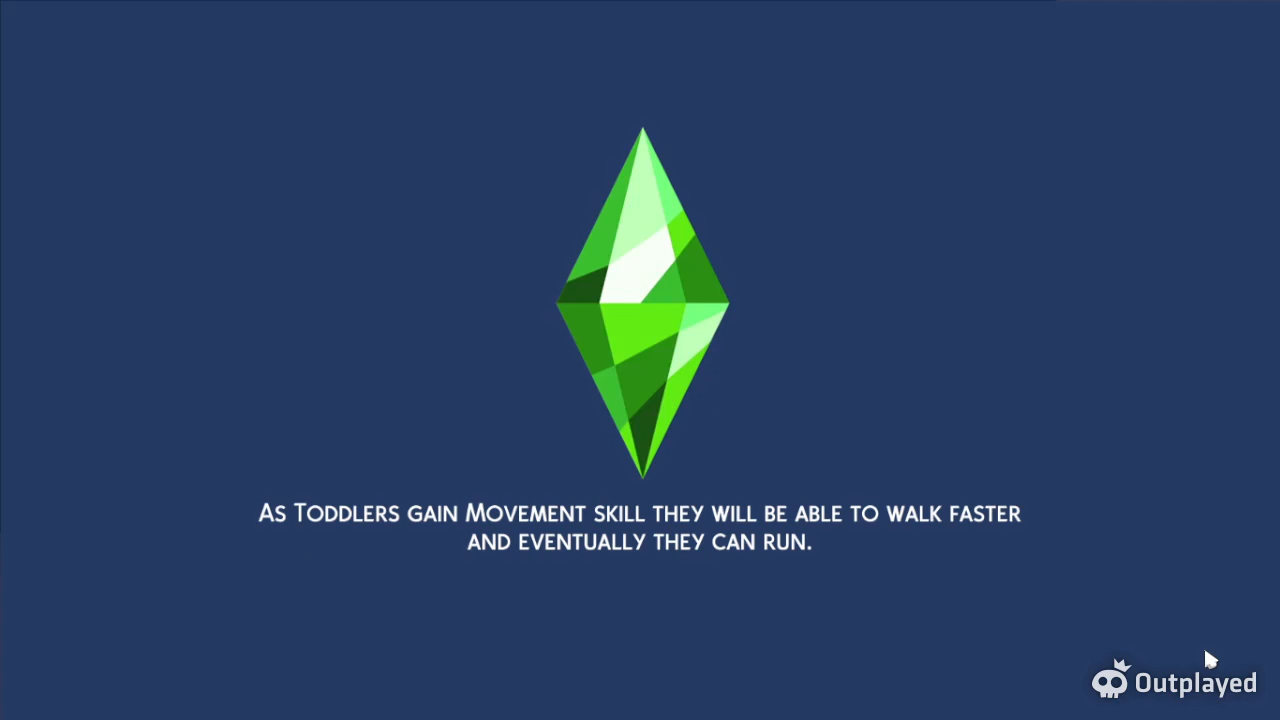 As Toddlers gain Movement skill they will be able to walk faster
and eventually they can run.
Outplayed